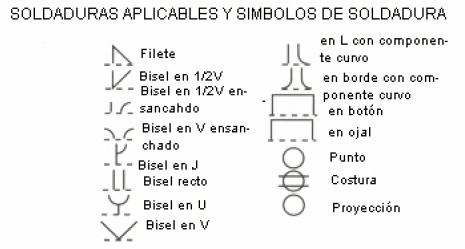 SOLDADURAS APLICABLES Y SIMBOLOS DE SOLDADURA
Filete
Bisel en 1/2V
Bisel en 1/2V en-
sancahdo
Bisel en V ensan-
chado
Bisel en J
Bisel recto
Bisel en U
Bisel en V
en L con componen-
te curvo
en borde con com-
ponente curvo
en botón
en ojal
Punto
Costura
Proyección